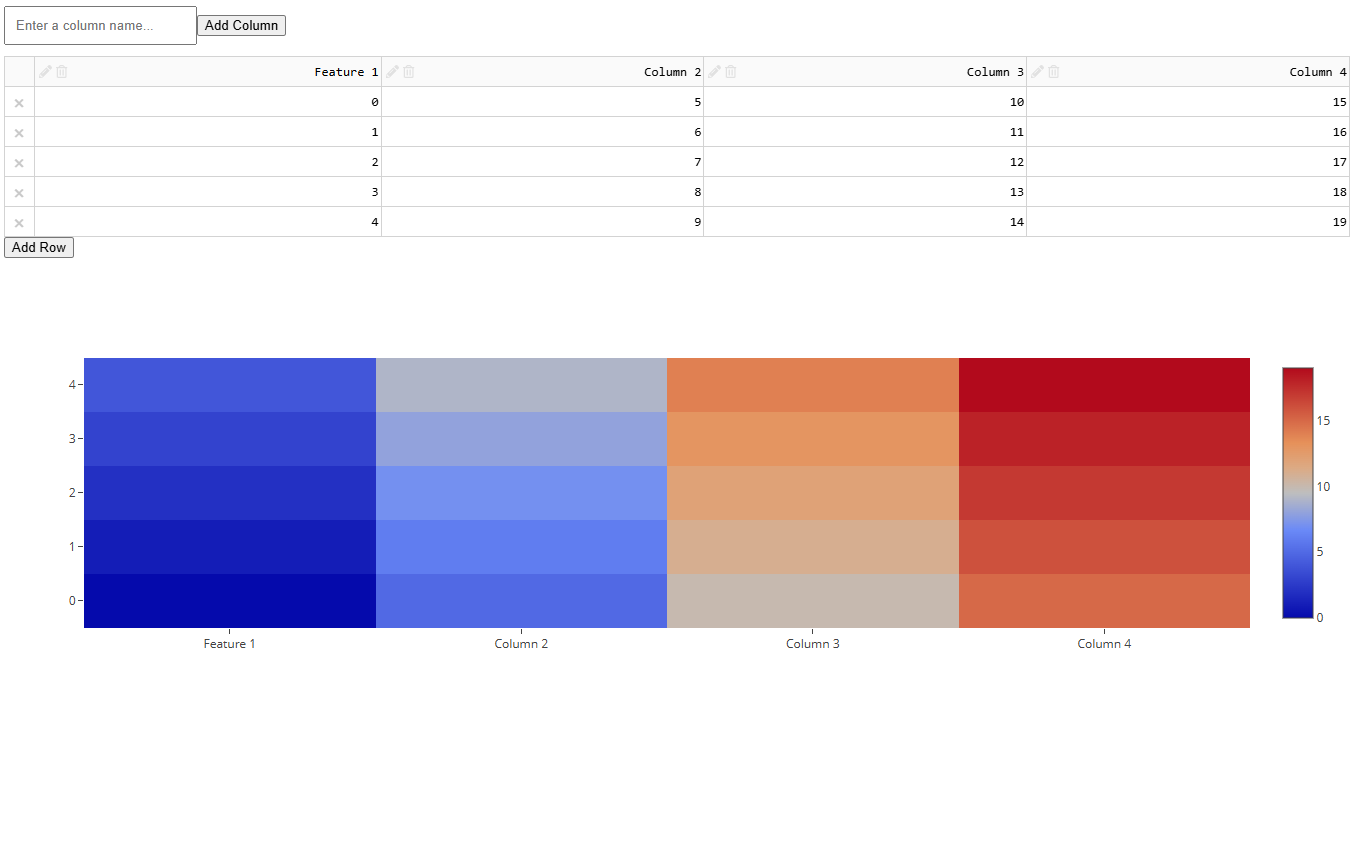 Enter a column name... Add Column
Feature 1 Column 2 Column 3 Column 4
0 5 10 15
1 6 11 16
2 7 12 17
3 8 13 18
4 9 14 19
Add Row
4
3
2
1
0
Feature 1 Column 2 Column 3 Column 4
15
10
5
0